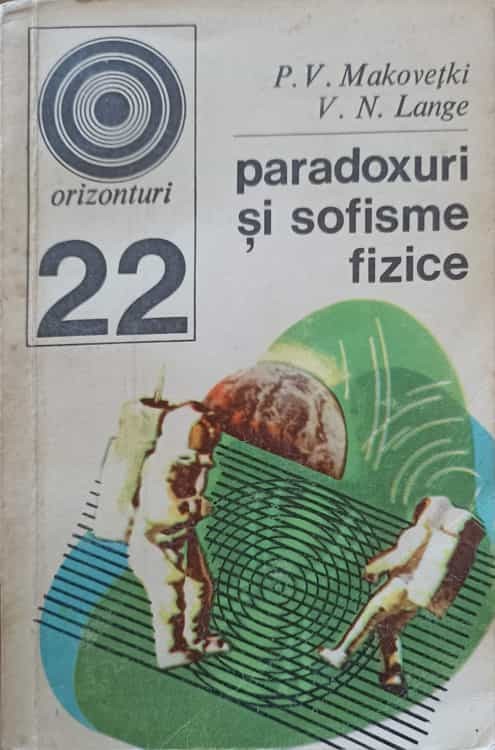 P. V. Makovețki
V. N. Lange
orizonturi
22
paradoxuri
și sofisme
fizice